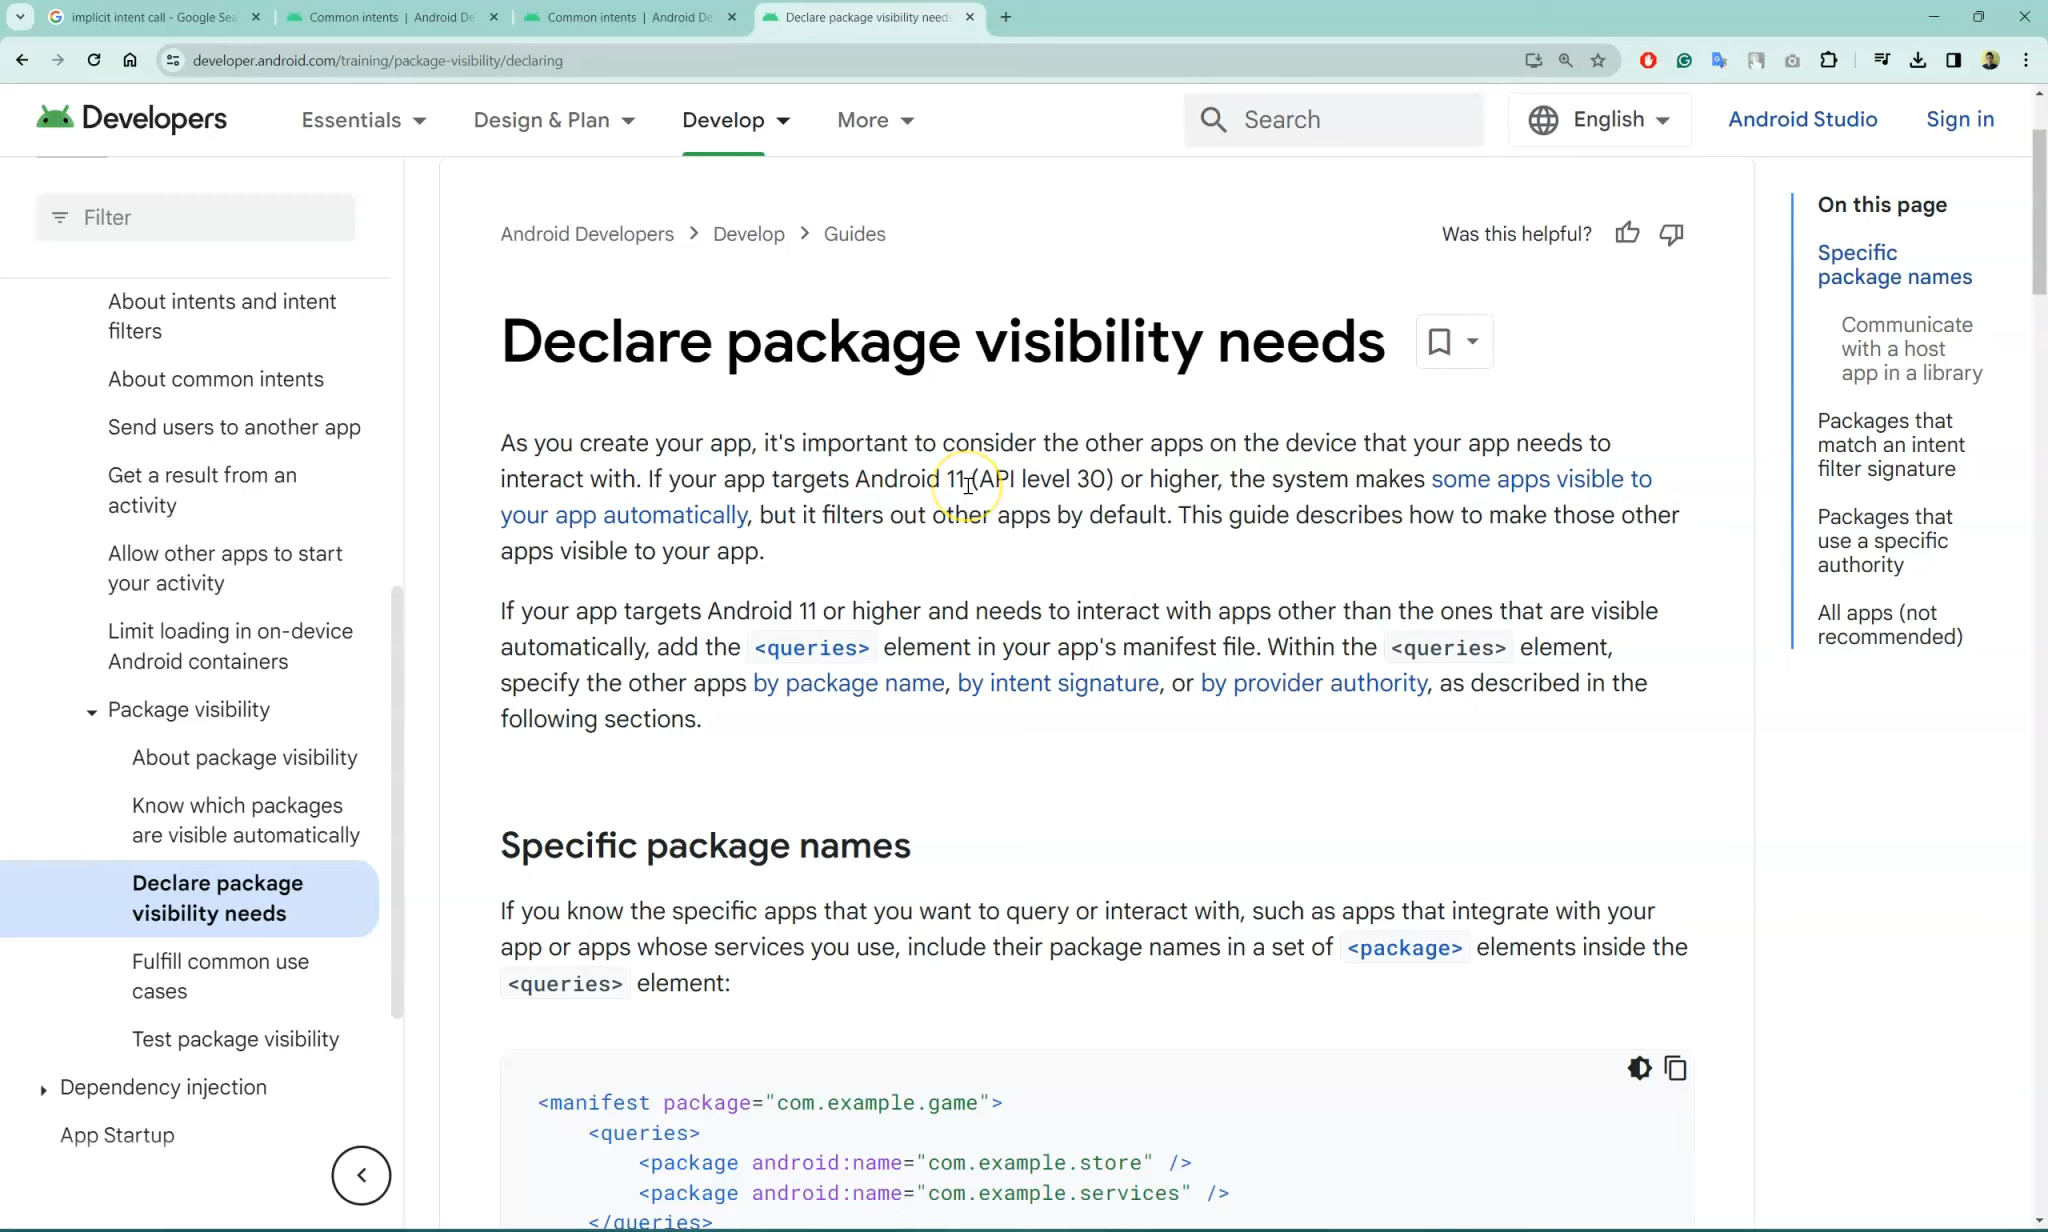 implicit intent call - Google Sea
Common intents | Android De
Common intents | Android De
Declare package visibility needs
developer.android.com/training/package-visibility/declaring
Developers
Essentials
Design & Plan
Develop
More
Search
English
Android Studio
Sign in
Filter
About intents and intent
filters
About common intents
Send users to another app
Get a result from an
activity
Allow other apps to start
your activity
Limit loading in on-device
Android containers
Package visibility
About package visibility
Know which packages
are visible automatically
Declare package
visibility needs
Fulfill common use
cases
Test package visibility
Dependency injection
App Startup
Android Developers > Develop > Guides
Was this helpful?
Declare package visibility needs
As you create your app, it's important to consider the other apps on the device that your app needs to
interact with. If your app targets Android 11 (API level 30) or higher, the system makes some apps visible to
your app automatically, but it filters out other apps by default. This guide describes how to make those other
apps visible to your app.
If your app targets Android 11 or higher and needs to interact with apps other than the ones that are visible
automatically, add the <queries> element in your app's manifest file. Within the <queries> element,
specify the other apps by package name, by intent signature, or by provider authority, as described in the
following sections.
Specific package names
If you know the specific apps that you want to query or interact with, such as apps that integrate with your
app or apps whose services you use, include their package names in a set of <package> elements inside the
<queries> element:
<manifest package="com.example.game">
<queries>
<package android:name="com.example.store" />
<package android:name="com.example.services" />
</queries>
On this page
Specific
package names
Communicate
with a host
app in a library
Packages that
match an intent
filter signature
Packages that
use a specific
authority
All apps (not
recommended)